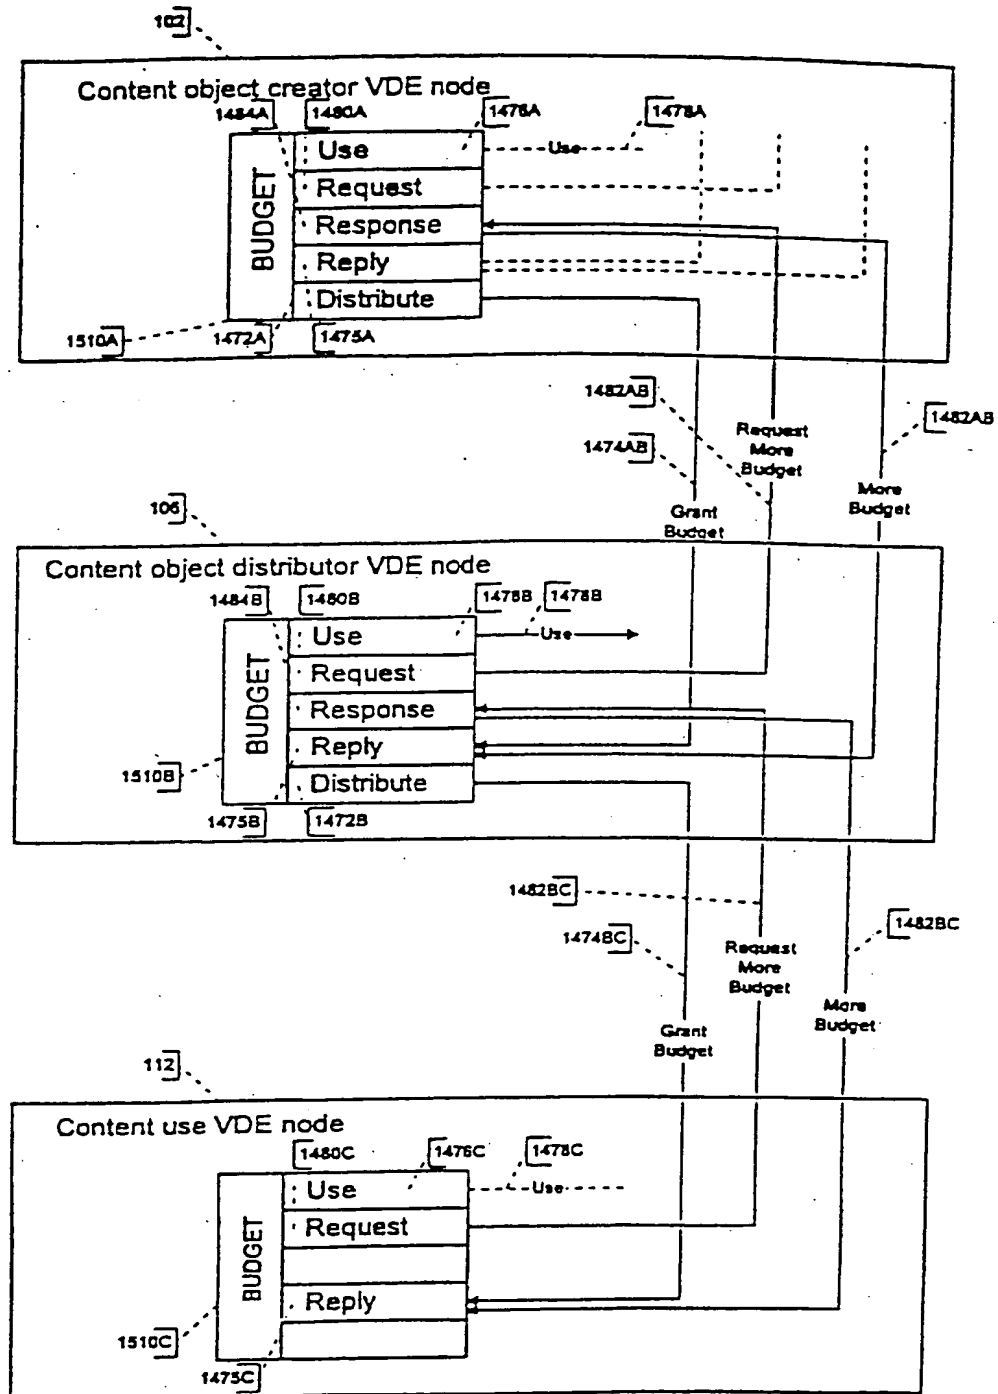 102
Content object creator VDE node
1484A
1480A
1476A
1478A
BUDGET
Use
Use
Request
Response
Reply
Distribute
1510A
1472A
1475A
1482AB
1474AB
Request
More
Budget
1482AB
More
Budget
Grant
Budget
106
Content object distributor VDE node
1484B
1480B
1478B
1478B
BUDGET
Use
Use
Request
Response
Reply
Distribute
1510B
1475B
1472B
1482BC
1474BC
Request
More
Budget
1482BC
More
Budget
Grant
Budget
112
Content use VDE node
1480C
1476C
1478C
BUDGET
Use
Use
Request
Reply
1510C
1475C